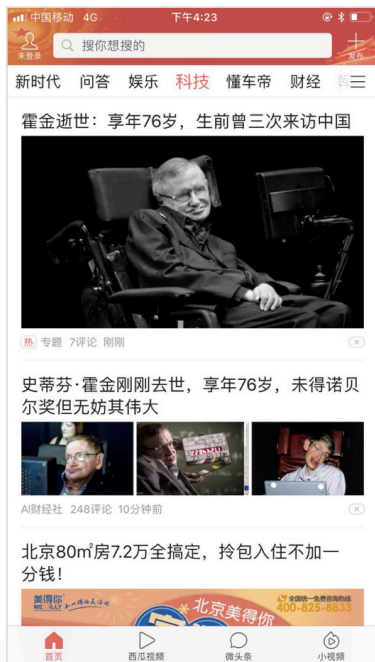 中国移动 4G 下午4:23
未登录 搜你想搜的 发布
新时代 问答 娱乐 科技 懂车帝 财经
霍金逝世：享年76岁，生前曾三次来访中国
热 专题 7评论 刚刚
史蒂芬·霍金刚刚去世，享年76岁，未得诺贝
尔奖但无妨其伟大
AI财经社 248评论 10分钟前
北京80㎡房7.2万全搞定，拎包入住不加一
分钱！
美得你
全国统一免费咨询热线
400-825-8833
北京美得你
首页 西瓜视频 微头条 小视频